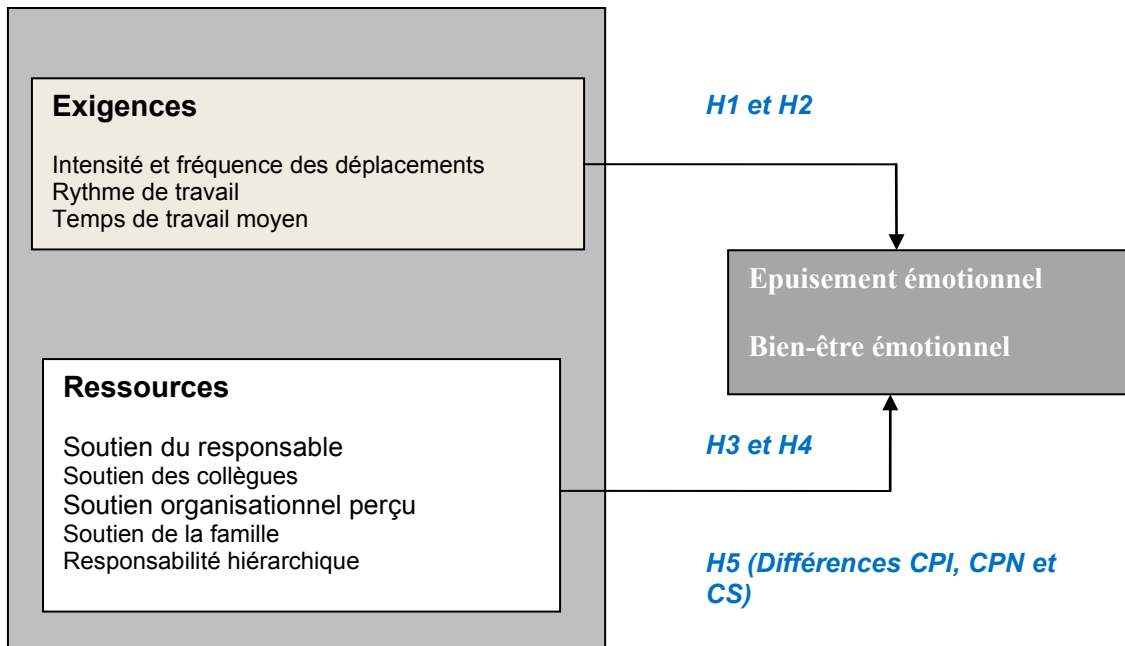 Exigences
Intensité et fréquence des déplacements
Rythme de travail
Temps de travail moyen
H1 et H2
Epuisement émotionnel
Bien-être émotionnel
Ressources
Soutien du responsable
Soutien des collègues
Soutien organisationnel perçu
Soutien de la famille
Responsabilité hiérarchique
H3 et H4
H5 (Différences CPI, CPN et
CS)